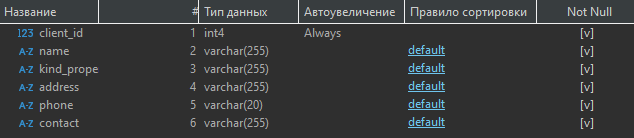 Название # Тип данных Автоувеличение Правило сортировки Not Null
123 client_id 1 int4 Always [v]
A-Z name 2 varchar(255) default [v]
A-Z kind_prope 3 varchar(255) default [v]
A-Z address 4 varchar(255) default [v]
A-Z phone 5 varchar(20) default [v]
A-Z contact 6 varchar(255) default [v]